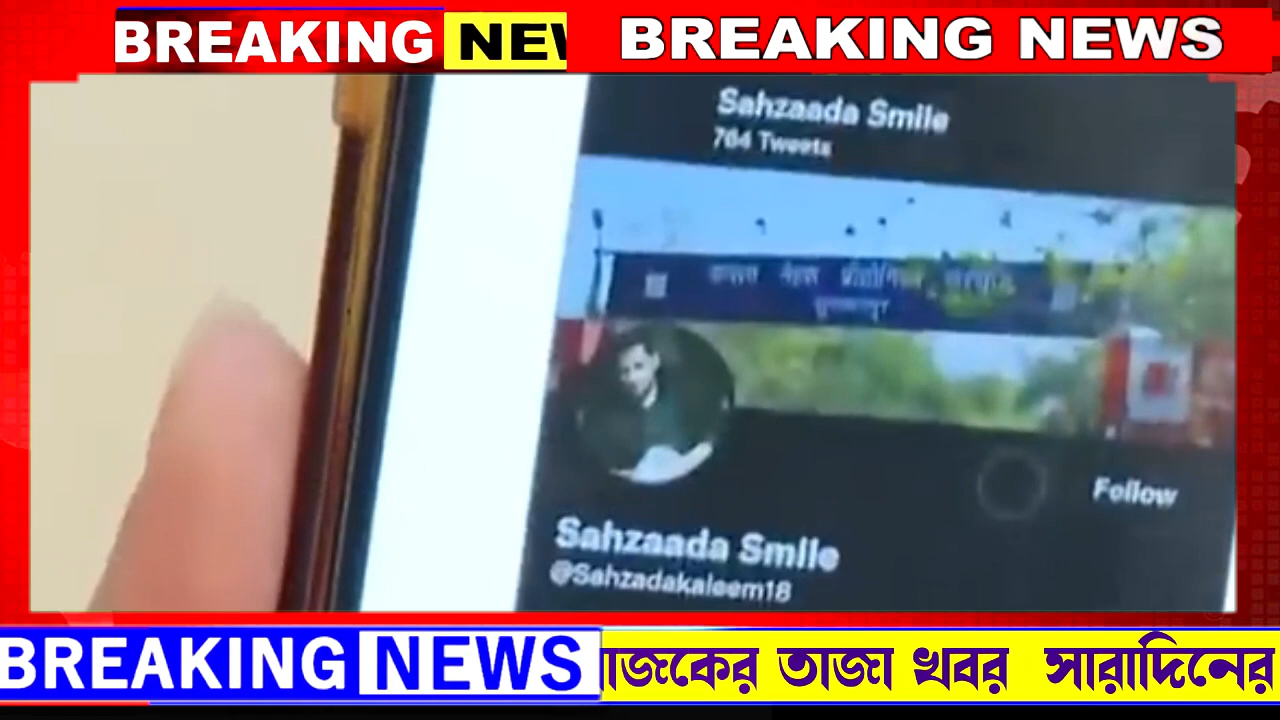 BREAKING NEW
BREAKING NEWS
Sahzaada Smile
764 Tweets
Follow
Sahzaada Smile
@Sahzadakaleem18
BREAKING NEWS
াজকের তাজা খবর সারাদিনের